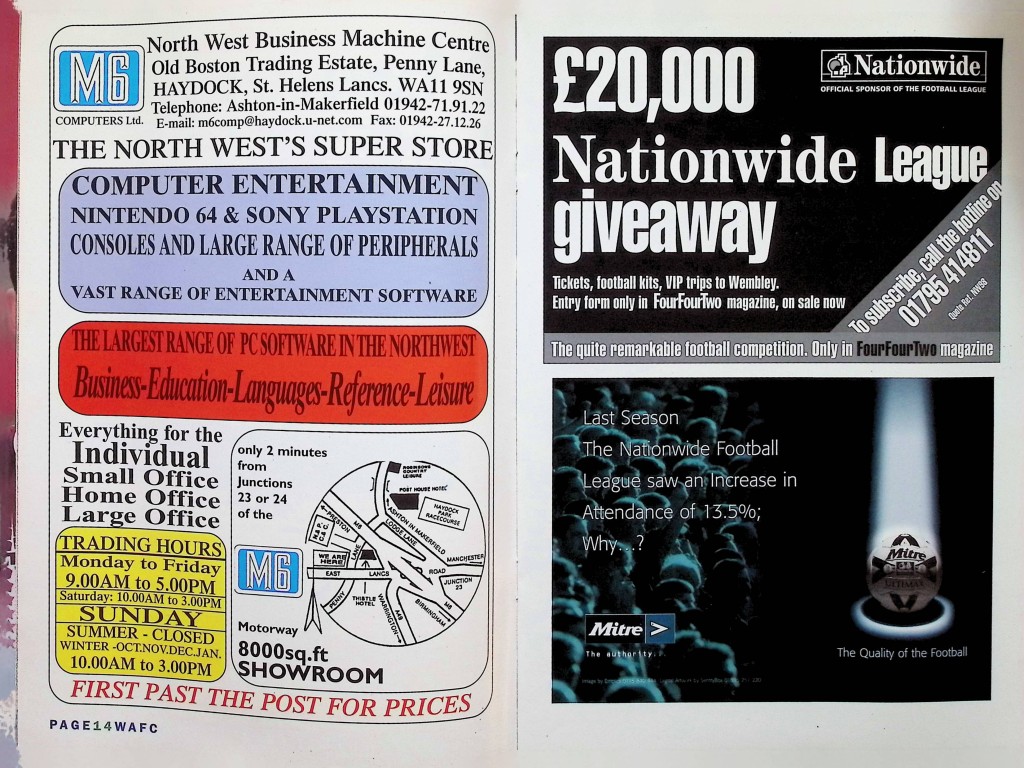 M6
COMPUTERS Ltd.
North West Business Machine Centre
Old Boston Trading Estate, Penny Lane,
HAYDOCK, St. Helens Lancs. WA11 9SN
Telephone: Ashton-in-Makerfield 01942-71.91.22
E-mail: m6comp@haydock.u-net.com Fax: 01942-27.12.26
THE NORTH WEST'S SUPER STORE
COMPUTER ENTERTAINMENT
NINTENDO 64 & SONY PLAYSTATION
CONSOLES AND LARGE RANGE OF PERIPHERALS
AND A
VAST RANGE OF ENTERTAINMENT SOFTWARE
THE LARGEST RANGE OF PC SOFTWARE IN THE NORTHWEST
Business-Education-Languages-Reference-Leisure
Everything for the
Individual
Small Office
Home Office
Large Office
TRADING HOURS
Monday to Friday
9.00AM to 5.00PM
Saturday: 10.00AM to 3.00PM
SUNDAY
SUMMER - CLOSED
WINTER -OCT.NOV.DEC.JAN.
10.00AM to 3.00PM
only 2 minutes
from
Junctions
23 or 24
of the
M6
Motorway
8000sq.ft
SHOWROOM
ROBINSONS
COUNTRY
LEISURE
POST HOUSE HOTEL
HAYDOCK
PARK
RACECOURSE
ASHTON IN MAKERFIELD
LODGE LANE
PRESTON
M6
WE ARE
HERE
LANE
EAST
LANCS
ROAD
MANCHESTER
JUNCTION
23
PENNY
THISTLE
HOTEL
WARRINGTON
A49
BIRMINGHAM
M6
FIRST PAST THE POST FOR PRICES
PAGE14WAFC
£20,000
Nationwide
OFFICIAL SPONSOR OF THE FOOTBALL LEAGUE
Nationwide League
giveaway
Tickets, football kits, VIP trips to Wembley.
Entry form only in FourFourTwo magazine, on sale now
To subscribe, call the hotline on
01795 414811
Quote Ref. NW98
The quite remarkable football competition. Only in FourFourTwo magazine
Last Season
The Nationwide Football
League saw an Increase in
Attendance of 13.5%;
Why...?
Mitre
ULTIMAX
Mitre >
The authority.
The Quality of the Football